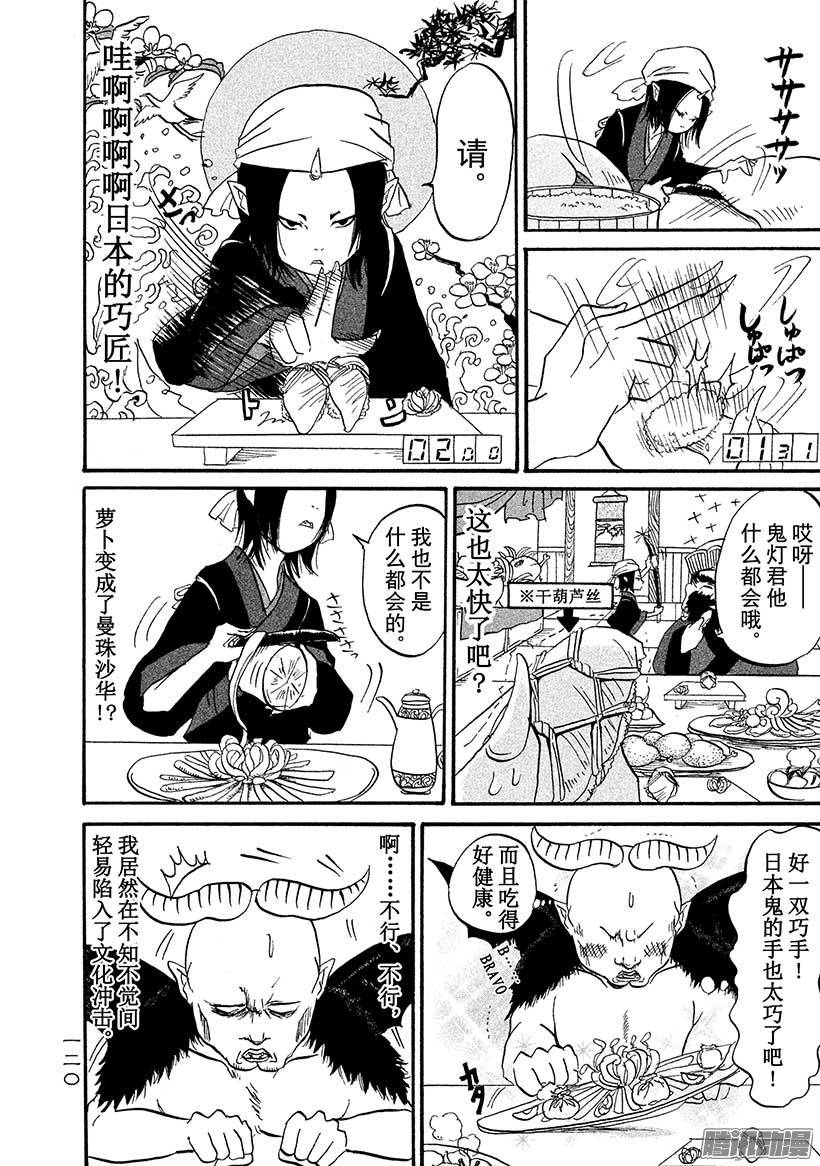 ササササッ
しゅぱっ
しゅぱっ
0131
请。
哇啊啊啊啊日本的巧匠！
トン
0200
哎呀——
鬼灯君他
什么都会哦。
※干葫芦丝
这也太快了吧？
我也不是
什么都会的。
萝卜变成了曼珠沙华！？
好一双巧手！
日本鬼的手也太巧了吧！
而且吃得
好健康。
B……
BRAVO
カタ
啊……不行、不行，
我居然在不知不觉间
轻易陷入了文化冲击。
一二〇
腾讯动漫